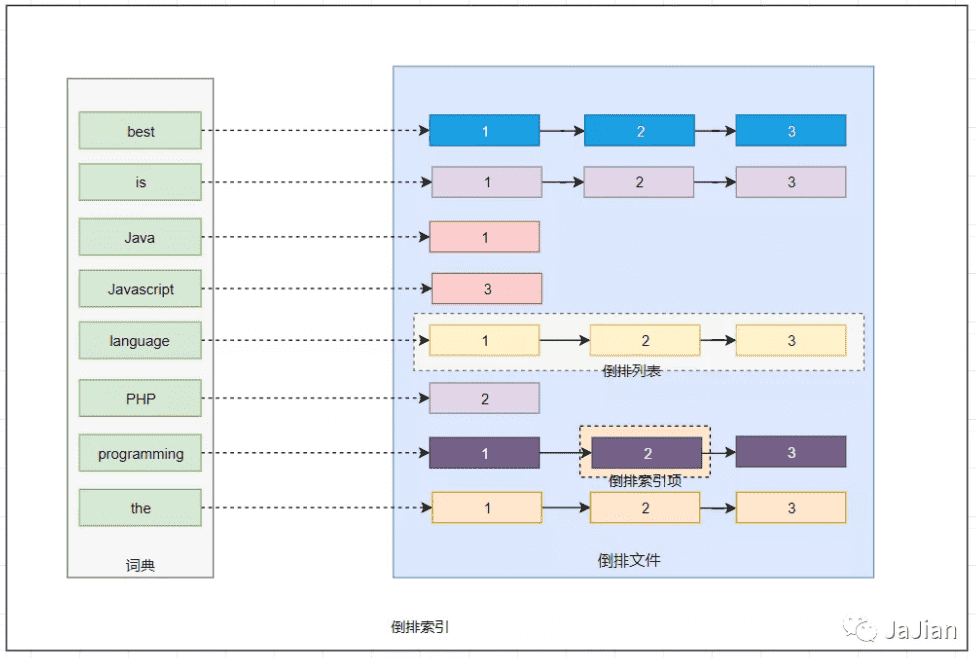 best 1 2 3
is 1 2 3
Java 1
Javascript 3
language 1 2 3
倒排列表
PHP 2
programming 1 2 3
倒排索引项
the 1 2 3
词典
倒排文件
倒排索引
JaJian